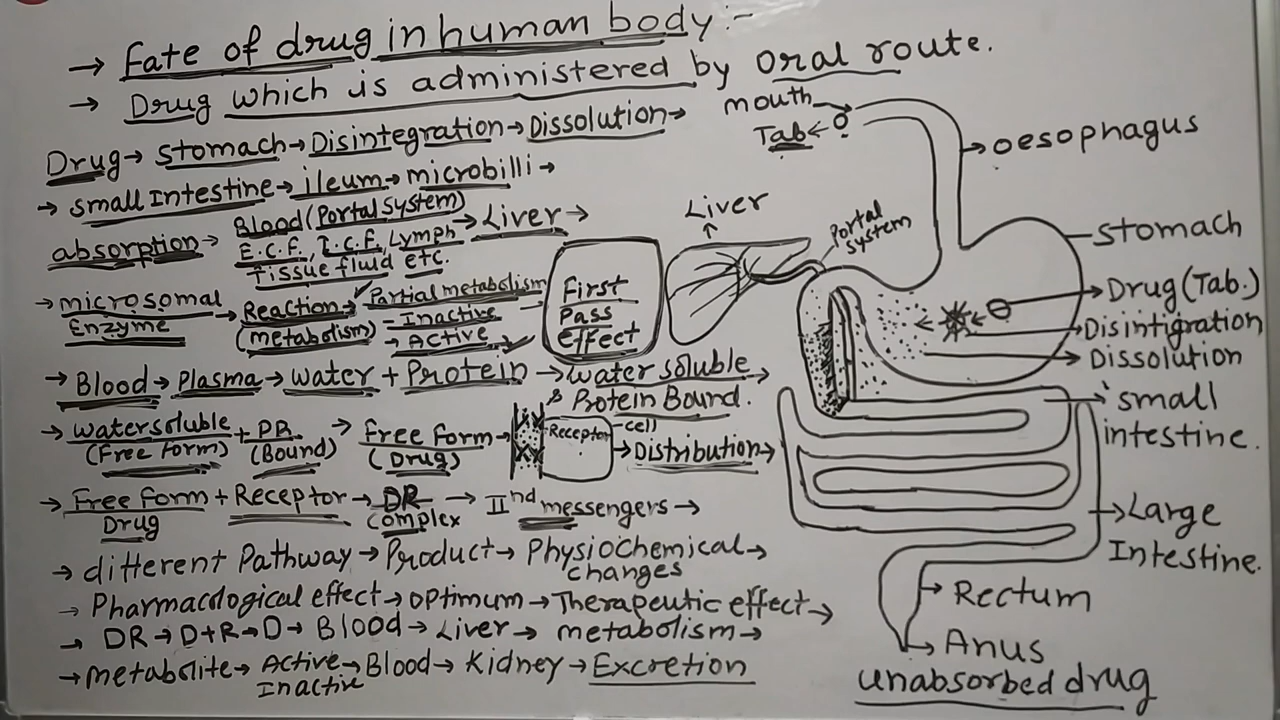 → Fate of drug in human body:-
→ Drug which is administered by oral route.
Drug → stomach → Disintegration → Dissolution →
→ small Intestine → ileum → microbilli →
absorption → Blood (Portal System) → Liver →
E.C.F., I.C.F., Lymph
Tissue fluid etc.
→ microsomal Enzyme → Reaction → Partial metabolism
(metabolism) = Inactive
→ Active
First
Pass
effect
→ Blood → Plasma → water + Protein → water soluble →
& Protein Bound.
→ watersoluble + PB → free form →
(Free form) (Bound) (Drug)
Receptor
cell
→ Distribution →
→ Free form + Receptor → DR → IInd messengers →
Drug complex
→ different Pathway → Product → Physiochemical →
changes
→ Pharmacological effect → optimum → Therapeutic effect →
→ DR → D+R → D → Blood → Liver → metabolism →
→ metabolite → Active → Blood → Kidney → Excretion
Inactive
mouth →
Tab ←
→ oesophagus
Liver
Portal
system
stomach
→ Drug (Tab.)
→ Disintigration
→ Dissolution
→ small
intestine.
→ Large
Intestine.
→ Rectum
→ Anus
unabsorbed drug